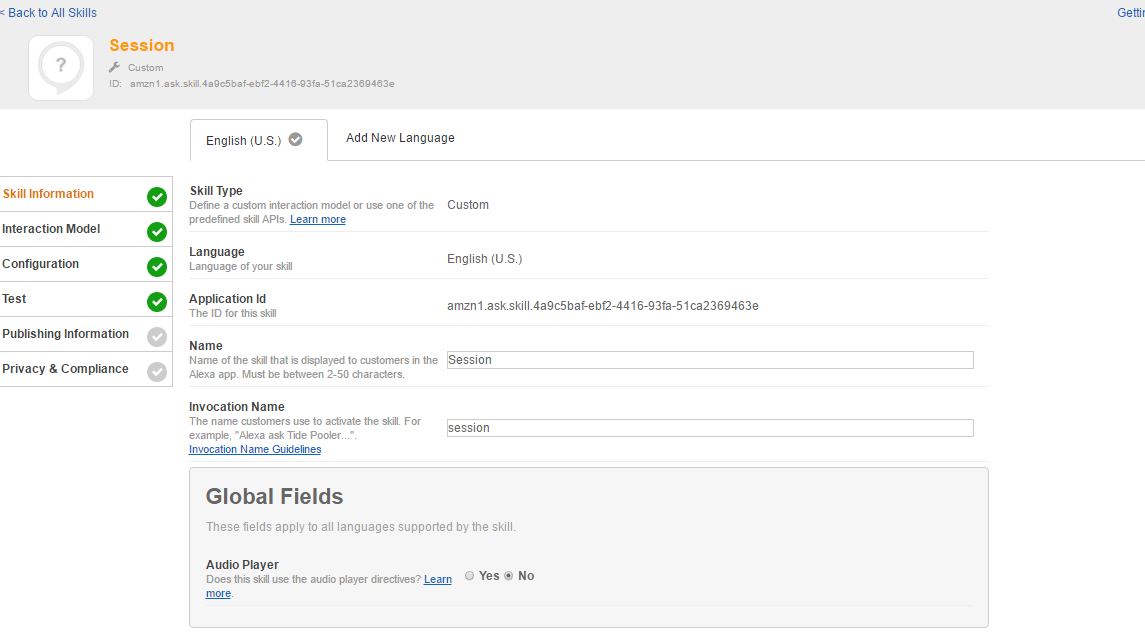 < Back to All Skills
Gettin
?
Session
Custom
ID: amzn1.ask.skill.4a9c5baf-ebf2-4416-93fa-51ca2369463e
English (U.S.)
Add New Language
Skill Information
Interaction Model
Configuration
Test
Publishing Information
Privacy & Compliance
Skill Type
Define a custom interaction model or use one of the
predefined skill APIs. Learn more
Custom
Language
Language of your skill
English (U.S.)
Application Id
The ID for this skill
amzn1.ask.skill.4a9c5baf-ebf2-4416-93fa-51ca2369463e
Name
Name of the skill that is displayed to customers in the
Alexa app. Must be between 2-50 characters.
Session
Invocation Name
The name customers use to activate the skill. For
example, "Alexa ask Tide Pooler...".
Invocation Name Guidelines
session
Global Fields
These fields apply to all languages supported by the skill.
Audio Player
Does this skill use the audio player directives? Learn
more.
Yes No